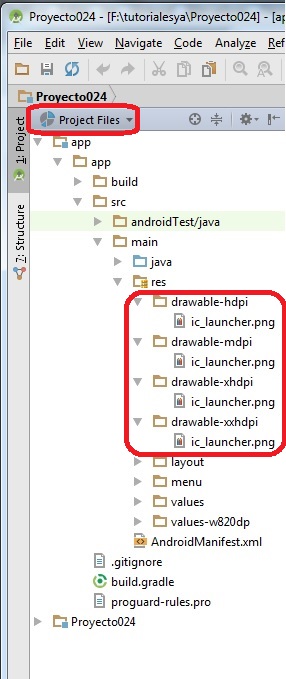 Proyecto024 - [F:\tutorialesya\Proyecto024] - [ap
File Edit View Navigate Code Analyze
Proyecto024
Project Files
1: Project
7: Structure
app
app
build
src
androidTest/java
main
java
res
drawable-hdpi
ic_launcher.png
drawable-mdpi
ic_launcher.png
drawable-xhdpi
ic_launcher.png
drawable-xxhdpi
ic_launcher.png
layout
menu
values
values-w820dp
AndroidManifest.xml
.gitignore
build.gradle
proguard-rules.pro
Proyecto024